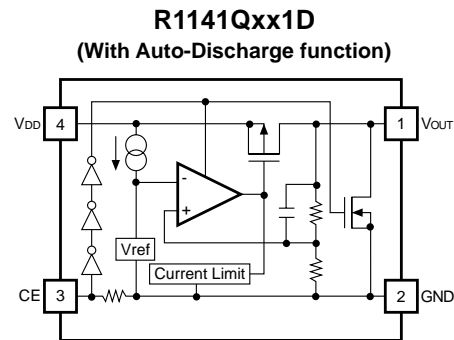 R1141Qxx1D
(With Auto-Discharge function)
VDD 4
1 VOUT
-
+
Vref
Current Limit
CE 3
2 GND